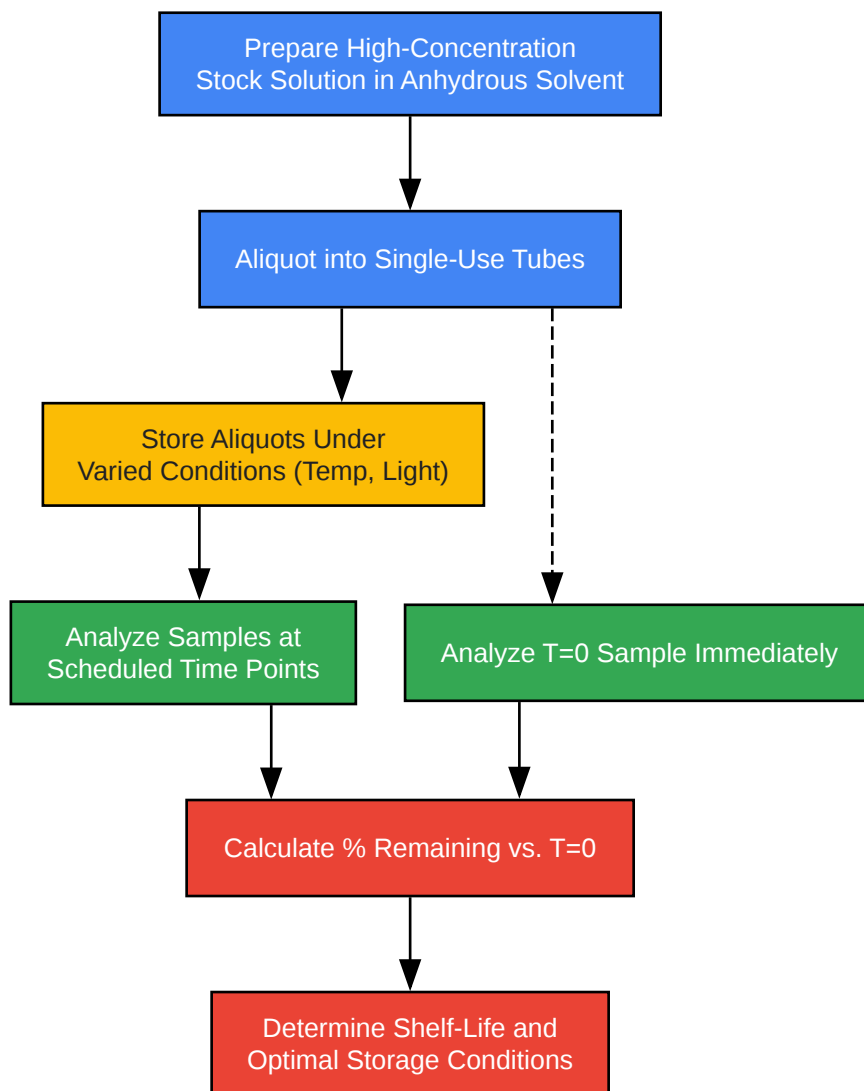 Prepare High-Concentration
Stock Solution in Anhydrous Solvent
Aliquot into Single-Use Tubes
Store Aliquots Under
Varied Conditions (Temp, Light)
Analyze Samples at
Scheduled Time Points
Analyze T=0 Sample Immediately
Calculate % Remaining vs. T=0
Determine Shelf-Life and
Optimal Storage Conditions